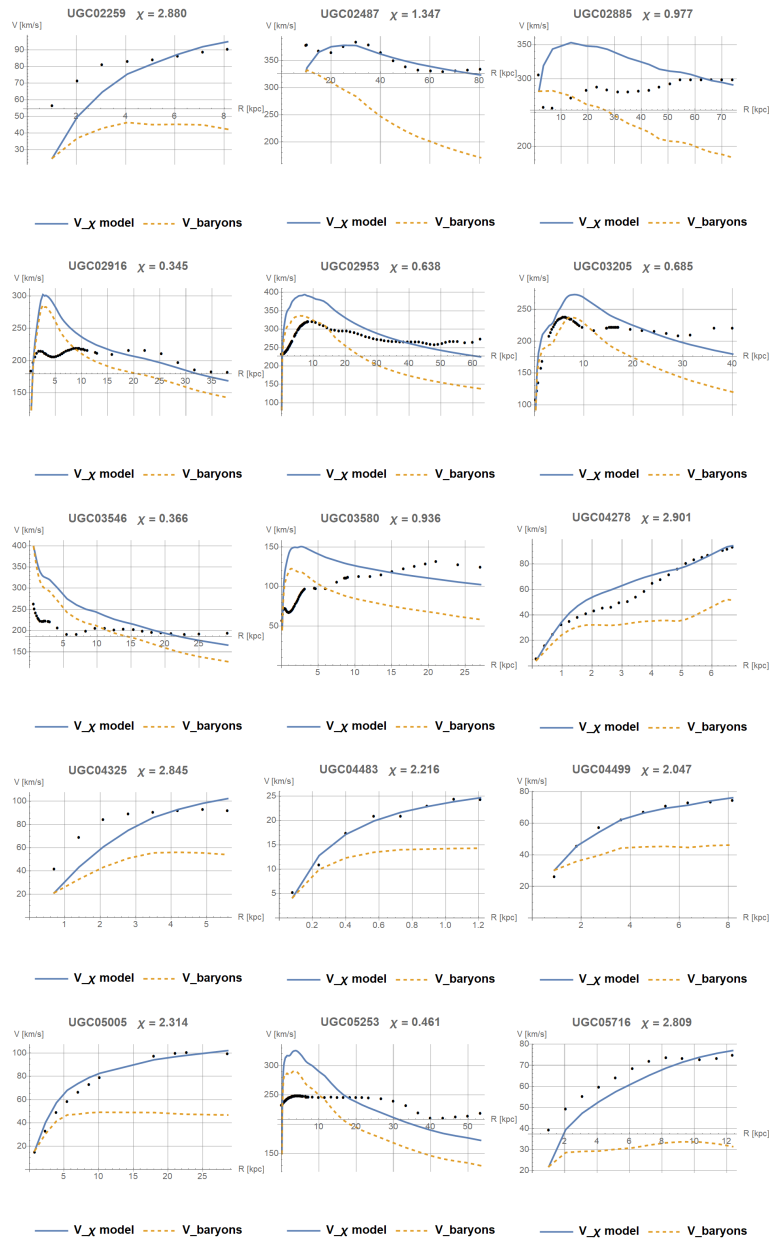 UGC02259 χ = 2.880
V [km/s]
90
80
70
60
50
40
30
2
4
6
8
R [kpc]
V_χ model V_baryons
UGC02487 χ = 1.347
V [km/s]
350
300
250
200
20
40
60
80
R [kpc]
V_χ model V_baryons
UGC02885 χ = 0.977
V [km/s]
350
300
200
10
20
30
40
50
60
70
R [kpc]
V_χ model V_baryons
UGC02916 χ = 0.345
V [km/s]
300
250
200
150
5
10
15
20
25
30
35
R [kpc]
V_χ model V_baryons
UGC02953 χ = 0.638
V [km/s]
400
350
300
250
200
150
100
10
20
30
40
50
60
R [kpc]
V_χ model V_baryons
UGC03205 χ = 0.685
V [km/s]
250
200
150
100
10
20
30
40
R [kpc]
V_χ model V_baryons
UGC03546 χ = 0.366
V [km/s]
400
350
300
250
200
150
5
10
15
20
25
R [kpc]
V_χ model V_baryons
UGC03580 χ = 0.936
V [km/s]
150
100
50
5
10
15
20
25
R [kpc]
V_χ model V_baryons
UGC04278 χ = 2.901
V [km/s]
80
60
40
20
1
2
3
4
5
6
R [kpc]
V_χ model V_baryons
UGC04325 χ = 2.845
V [km/s]
100
80
60
40
20
1
2
3
4
5
R [kpc]
V_χ model V_baryons
UGC04483 χ = 2.216
V [km/s]
25
20
15
10
5
0.2
0.4
0.6
0.8
1.0
1.2
R [kpc]
V_χ model V_baryons
UGC04499 χ = 2.047
V [km/s]
80
60
40
20
2
4
6
8
R [kpc]
V_χ model V_baryons
UGC05005 χ = 2.314
V [km/s]
100
80
60
40
20
5
10
15
20
25
R [kpc]
V_χ model V_baryons
UGC05253 χ = 0.461
V [km/s]
300
250
150
10
20
30
40
50
R [kpc]
V_χ model V_baryons
UGC05716 χ = 2.809
V [km/s]
80
70
60
50
40
30
20
2
4
6
8
10
12
R [kpc]
V_χ model V_baryons